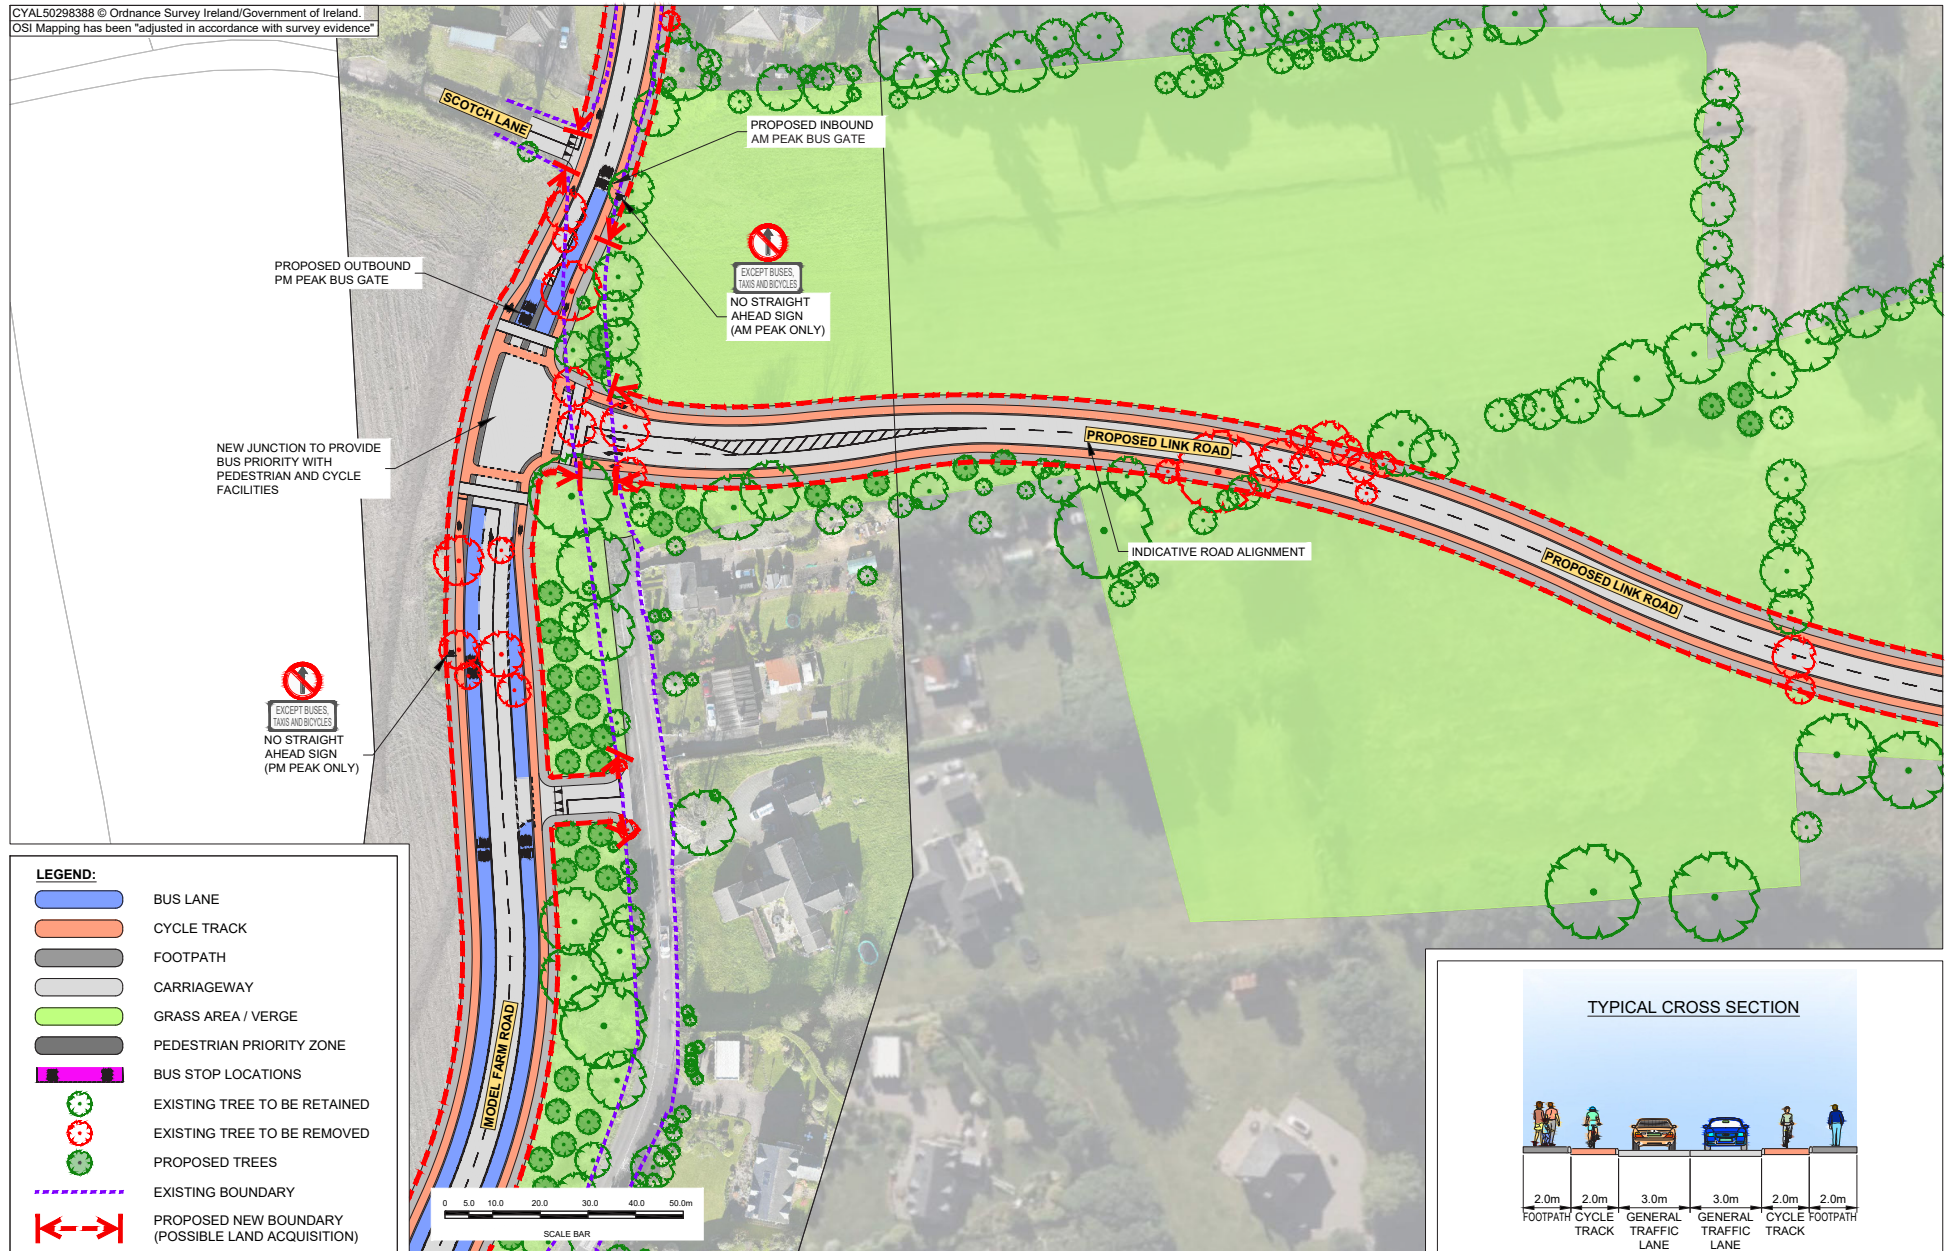 CYAL50298388 © Ordnance Survey Ireland/Government of Ireland.
OSI Mapping has been "adjusted in accordance with survey evidence"
SCOTCH LANE
PROPOSED INBOUND
AM PEAK BUS GATE
PROPOSED OUTBOUND
PM PEAK BUS GATE
EXCEPT BUSES,
TAXIS AND BICYCLES
NO STRAIGHT
AHEAD SIGN
(AM PEAK ONLY)
NEW JUNCTION TO PROVIDE
BUS PRIORITY WITH
PEDESTRIAN AND CYCLE
FACILITIES
PROPOSED LINK ROAD
INDICATIVE ROAD ALIGNMENT
PROPOSED LINK ROAD
EXCEPT BUSES,
TAXIS AND BICYCLES
NO STRAIGHT
AHEAD SIGN
(PM PEAK ONLY)
MODEL FARM ROAD
LEGEND:
BUS LANE
CYCLE TRACK
FOOTPATH
CARRIAGEWAY
GRASS AREA / VERGE
PEDESTRIAN PRIORITY ZONE
BUS STOP LOCATIONS
EXISTING TREE TO BE RETAINED
EXISTING TREE TO BE REMOVED
PROPOSED TREES
EXISTING BOUNDARY
PROPOSED NEW BOUNDARY
(POSSIBLE LAND ACQUISITION)
0 5.0 10.0 20.0 30.0 40.0 50.0m
SCALE BAR
TYPICAL CROSS SECTION
2.0m 2.0m 3.0m 3.0m 2.0m 2.0m
FOOTPATH CYCLE GENERAL GENERAL CYCLE FOOTPATH
TRACK TRAFFIC TRAFFIC TRACK
LANE LANE